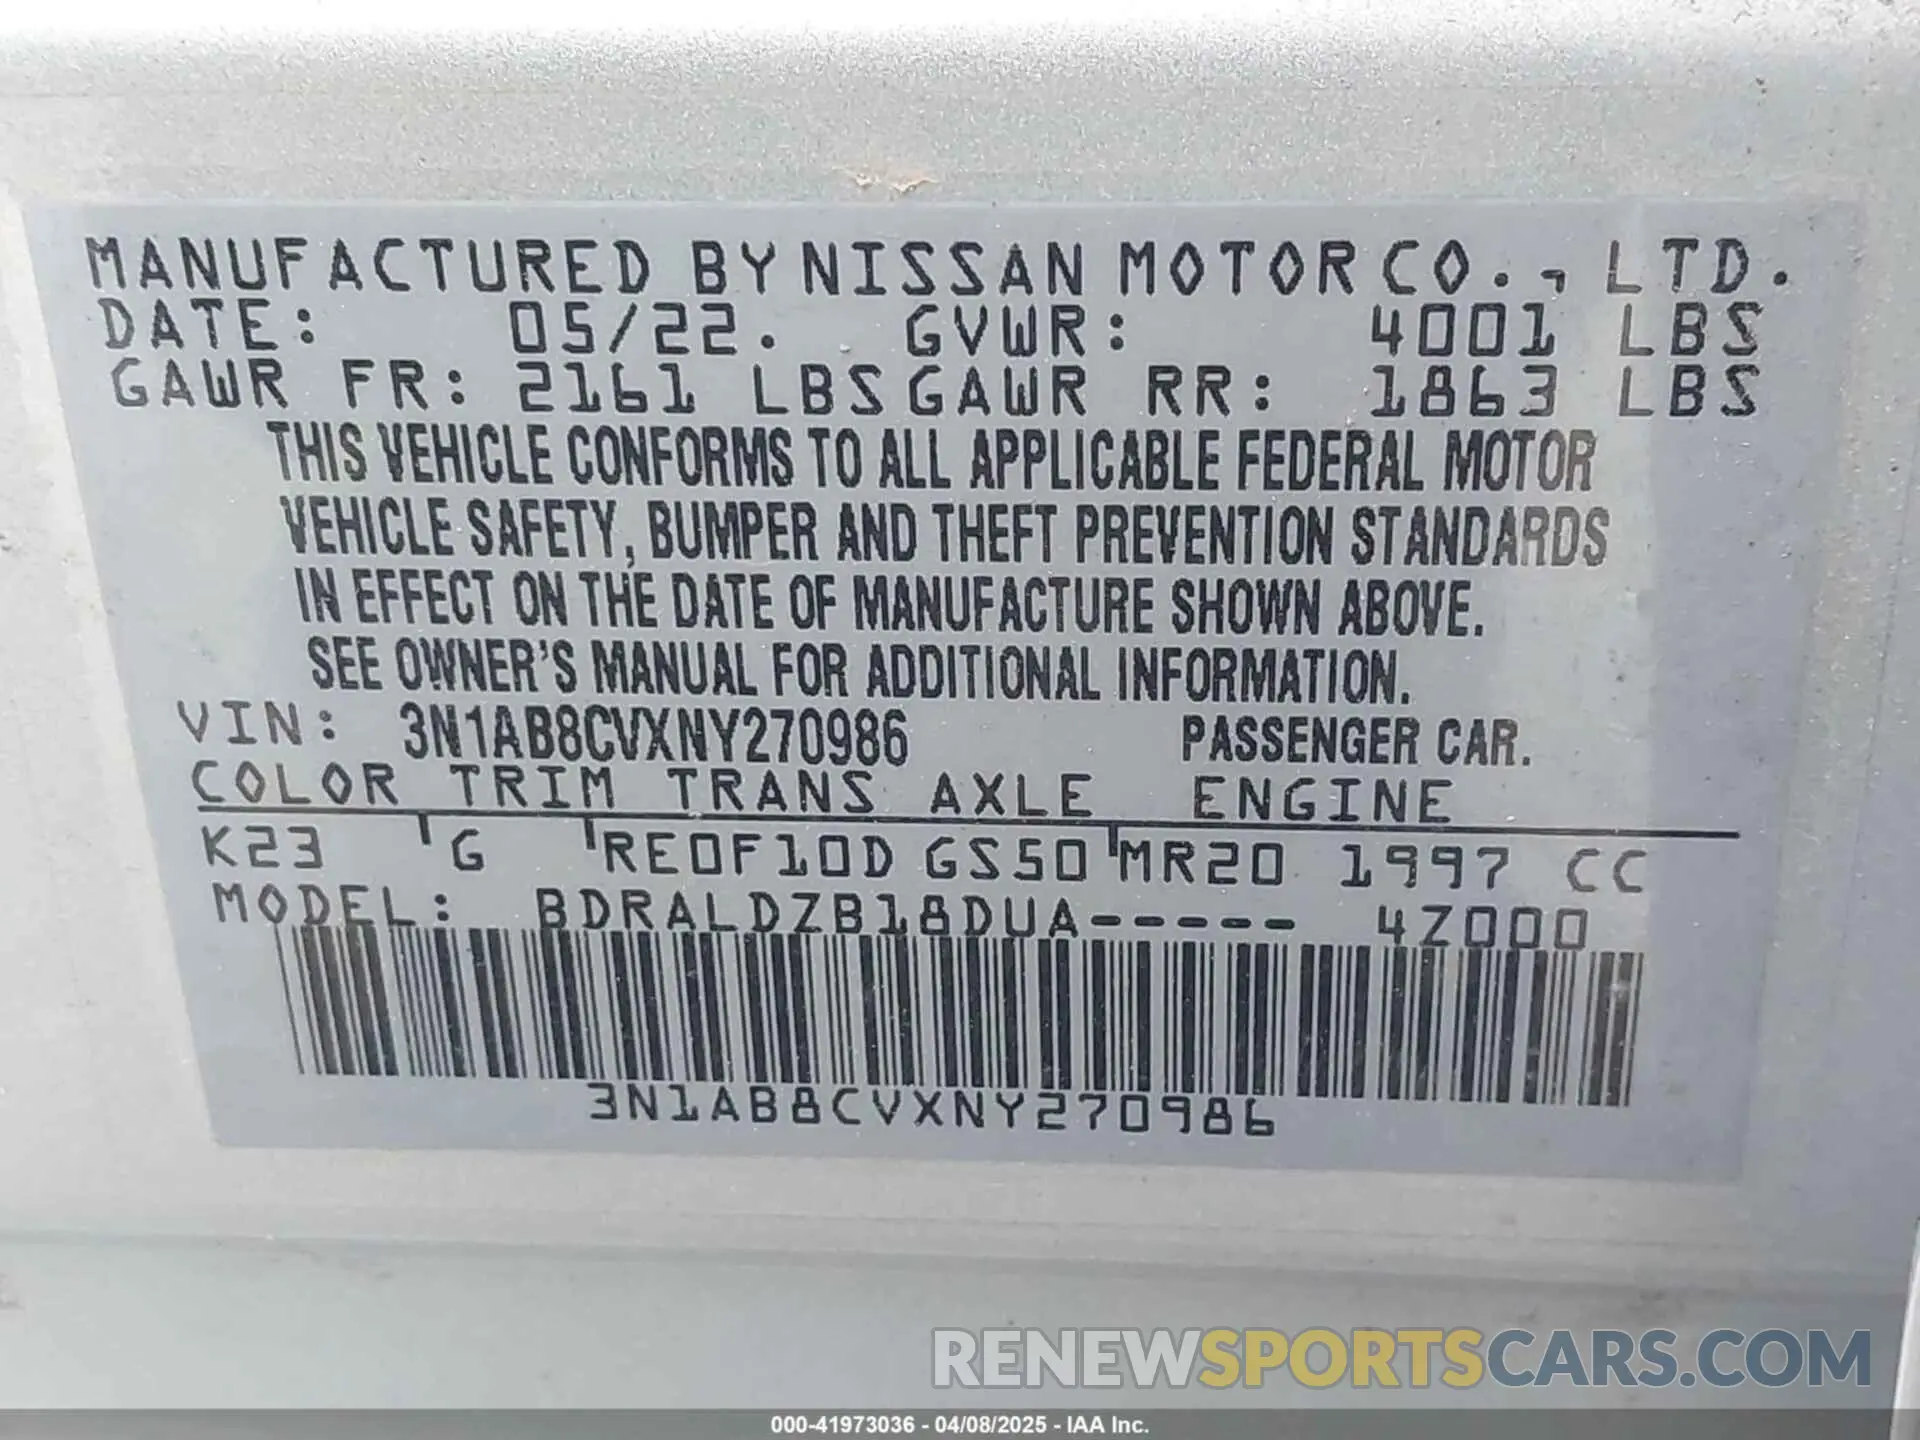 MANUFACTURED BY NISSAN MOTOR CO., LTD.
DATE: 05/22. GVWR: 4001 LBS
GAWR FR: 2161 LBS GAWR RR: 1863 LBS
THIS VEHICLE CONFORMS TO ALL APPLICABLE FEDERAL MOTOR
VEHICLE SAFETY, BUMPER AND THEFT PREVENTION STANDARDS
IN EFFECT ON THE DATE OF MANUFACTURE SHOWN ABOVE.
SEE OWNER'S MANUAL FOR ADDITIONAL INFORMATION.
VIN: 3N1AB8CVXNY270986 PASSENGER CAR.
COLOR TRIM TRANS AXLE ENGINE
K23 G RE0F10D GS50 MR20 1997 CC
MODEL: BDRALDZB18DUA----- 4Z000
3N1AB8CVXNY270986
RENEWSPORTSCARS.COM
000-41973036 - 04/08/2025 - IAA Inc.